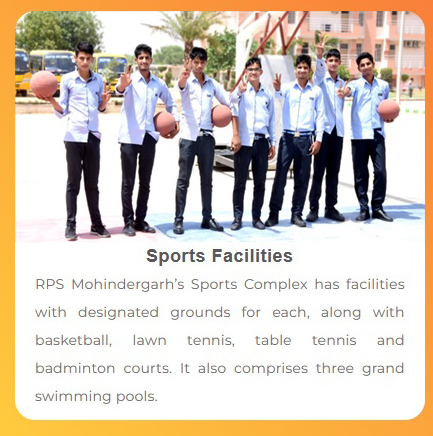 Sports Facilities
RPS Mohindergarh's Sports Complex has facilities
with designated grounds for each, along with
basketball, lawn tennis, table tennis and
badminton courts. It also comprises three grand
swimming pools.